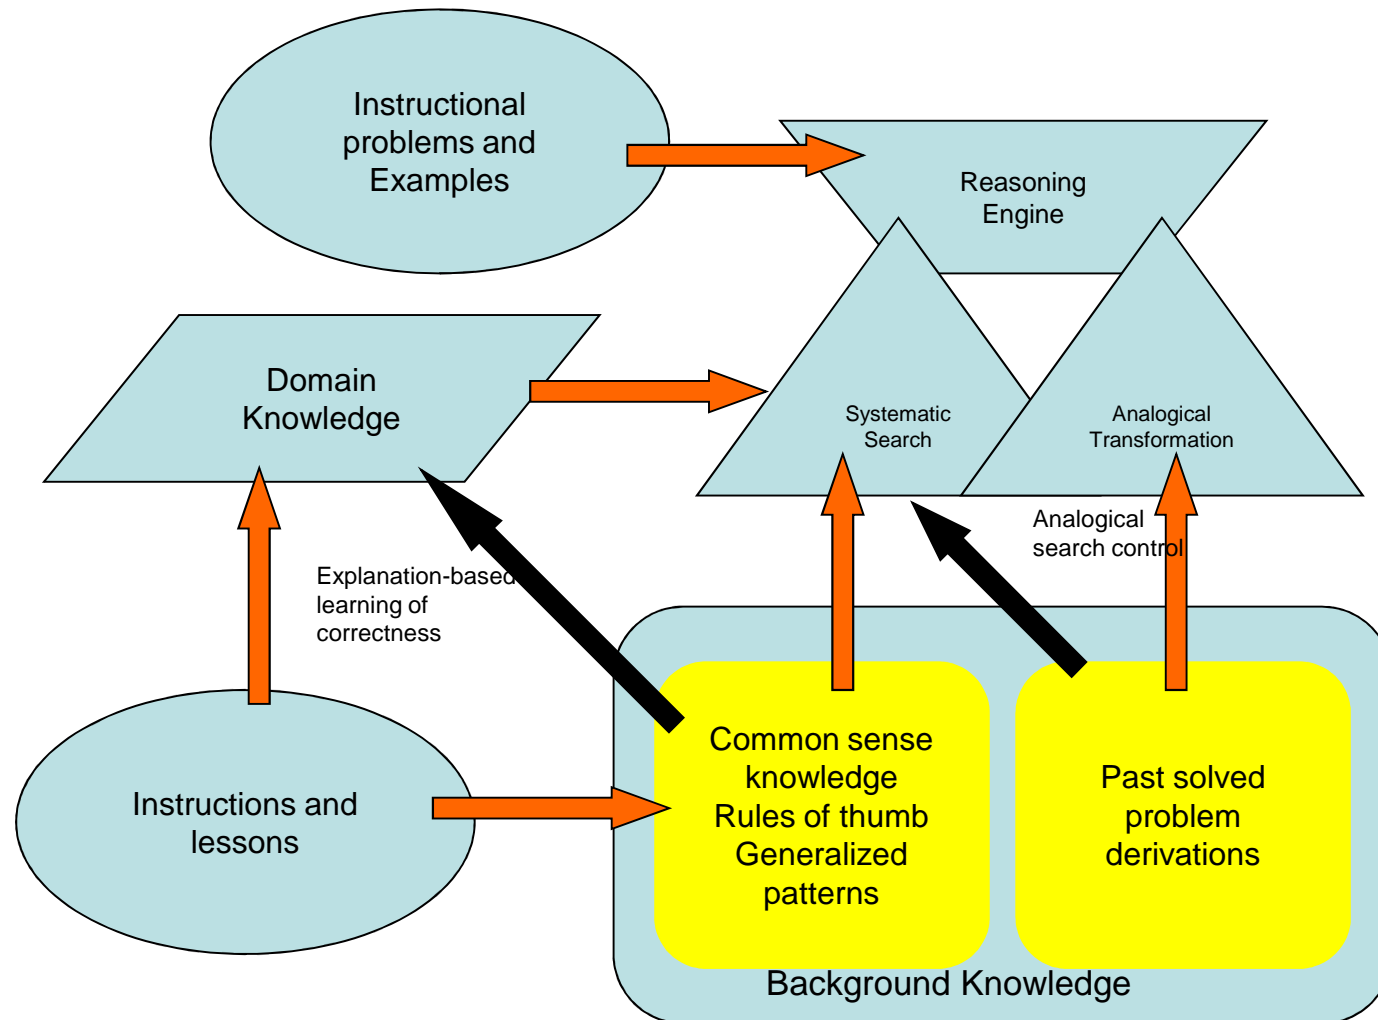 Instructional
problems and
Examples
Reasoning
Engine
Domain
Knowledge
Systematic
Search
Analogical
Transformation
Analogical
search control
Explanation-based
learning of
correctness
Instructions and
lessons
Common sense
knowledge
Rules of thumb
Generalized
patterns
Past solved
problem
derivations
Background Knowledge